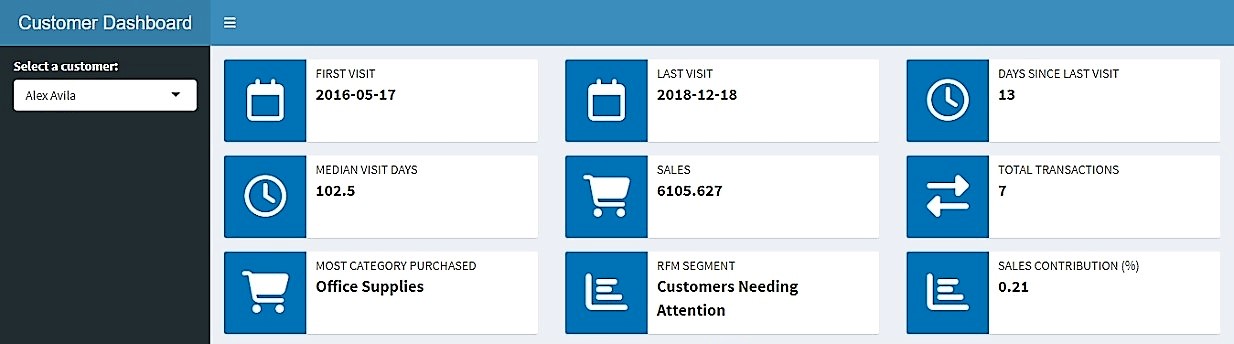 Customer Dashboard
Select a customer:
Alex Avila
FIRST VISIT
2016-05-17
LAST VISIT
2018-12-18
DAYS SINCE LAST VISIT
13
MEDIAN VISIT DAYS
102.5
SALES
6105.627
TOTAL TRANSACTIONS
7
MOST CATEGORY PURCHASED
Office Supplies
RFM SEGMENT
Customers Needing
Attention
SALES CONTRIBUTION (%)
0.21